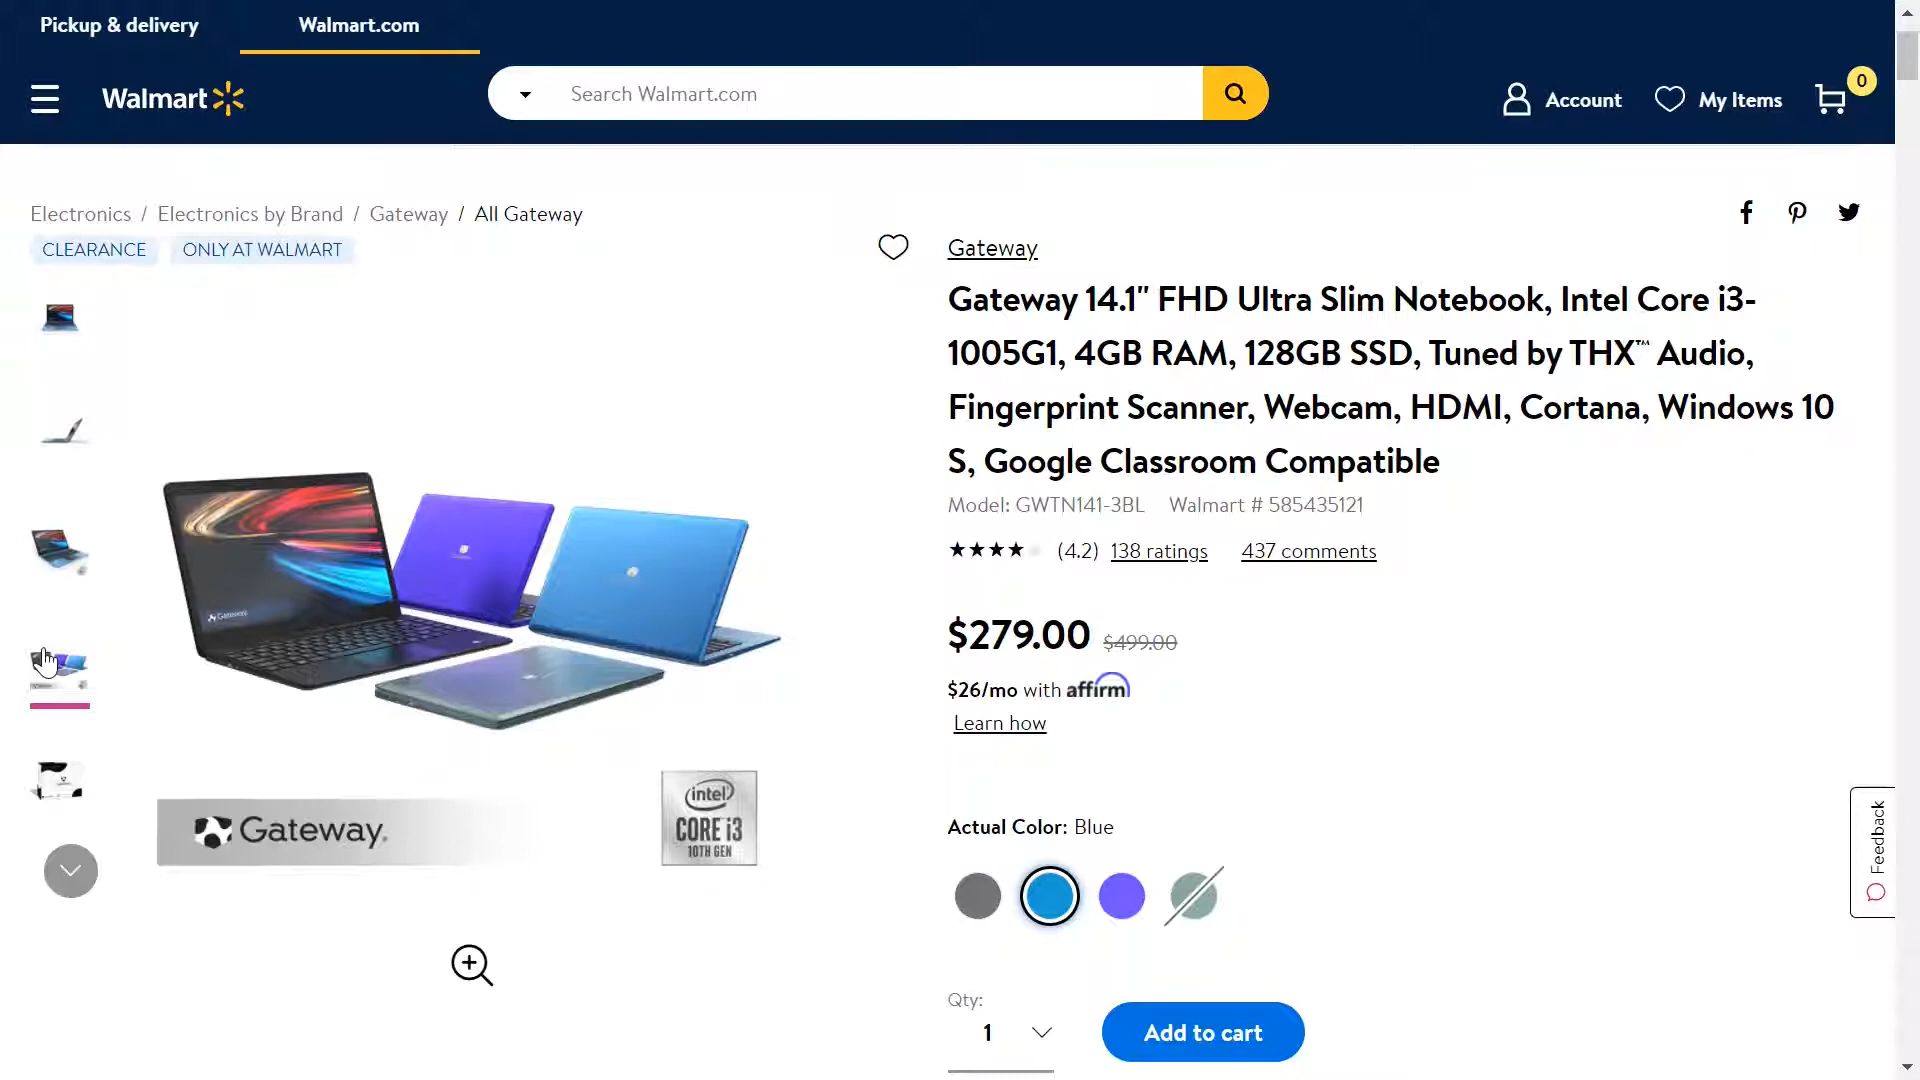 Pickup & delivery
Walmart.com
Walmart
Search Walmart.com
Account
My Items
0
Electronics / Electronics by Brand / Gateway / All Gateway
CLEARANCE
ONLY AT WALMART
Gateway
Gateway 14.1" FHD Ultra Slim Notebook, Intel Core i3-
1005G1, 4GB RAM, 128GB SSD, Tuned by THX™ Audio,
Fingerprint Scanner, Webcam, HDMI, Cortana, Windows 10
S, Google Classroom Compatible
Model: GWTN141-3BL Walmart # 585435121
(4.2) 138 ratings 437 comments
$279.00 $499.00
$26/mo with affirm
Learn how
Gateway
Gateway.
intel
CORE i3
10TH GEN
Actual Color: Blue
Feedback
Qty:
1
Add to cart